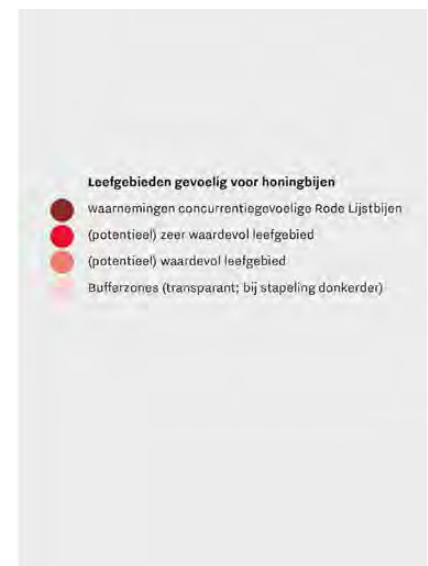 Leefgebieden gevoelig voor honingbijen
waarnemingen concurrentiegevoelige Rode Lijstbijen
(potentieel) zeer waardevol leefgebied
(potentieel) waardevol leefgebied
Bufferzones (transparant; bij stapeling donkerder)